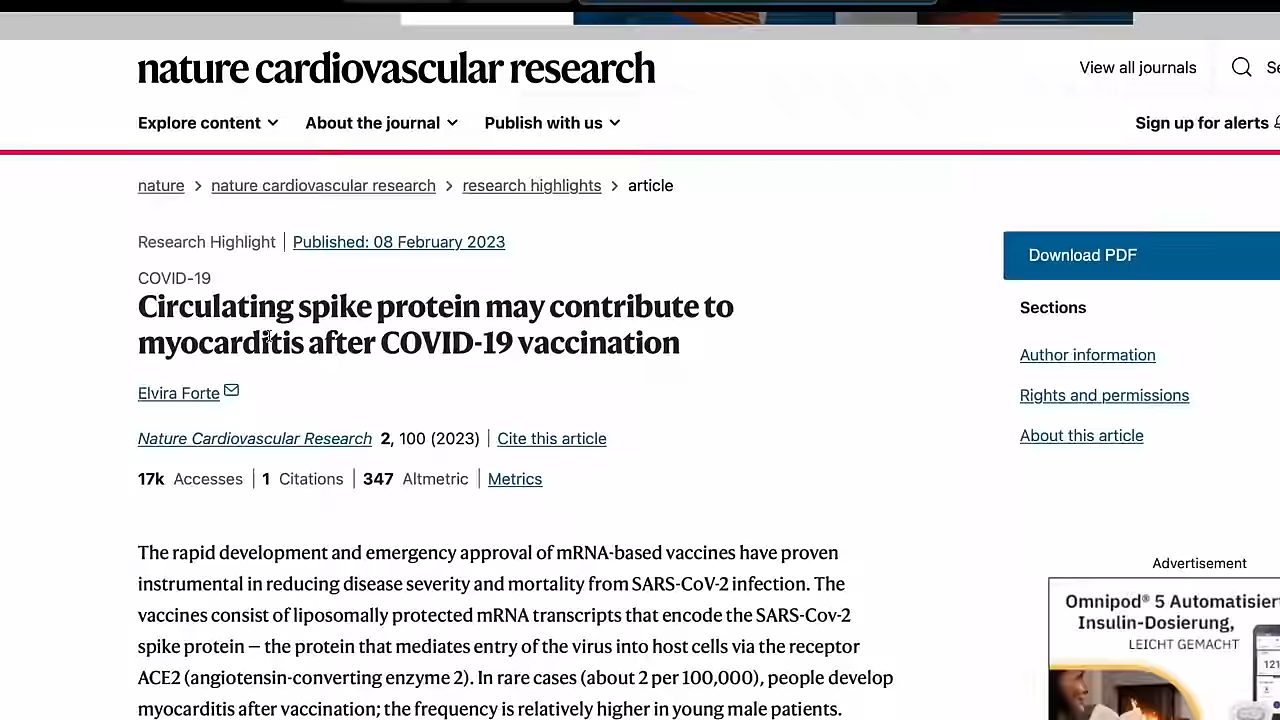 nature cardiovascular research
View all journals
Explore content
About the journal
Publish with us
Sign up for alerts
nature > nature cardiovascular research > research highlights > article
Research Highlight | Published: 08 February 2023
COVID-19
Circulating spike protein may contribute to
myocarditis after COVID-19 vaccination
Elvira Forte
Nature Cardiovascular Research 2, 100 (2023) | Cite this article
17k Accesses | 1 Citations | 347 Altmetric | Metrics
The rapid development and emergency approval of mRNA-based vaccines have proven
instrumental in reducing disease severity and mortality from SARS-CoV-2 infection. The
vaccines consist of liposomally protected mRNA transcripts that encode the SARS-Cov-2
spike protein — the protein that mediates entry of the virus into host cells via the receptor
ACE2 (angiotensin-converting enzyme 2). In rare cases (about 2 per 100,000), people develop
myocarditis after vaccination; the frequency is relatively higher in young male patients.
Download PDF
Sections
Author information
Rights and permissions
About this article
Advertisement
Omnipod® 5
Insulin-Dosierung,
LEICHT GEMACHT